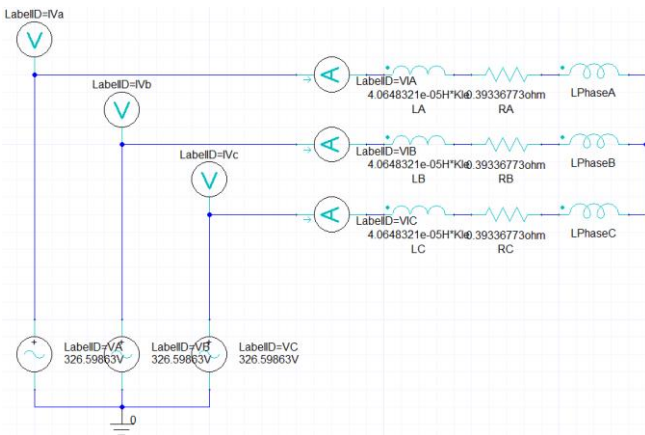 LabelID=IVa
V
LabelID=IVb
V
LabelID=IVc
V
A
LabelID=VIA
4.0648321e-05H*Kle
0.39336773ohm
LA
RA
LPhaseA
A
LabelID=VIB
4.0648321e-05H*Kle
0.39336773ohm
LB
RB
LPhaseB
A
LabelID=VIC
4.0648321e-05H*Kle
0.39336773ohm
LC
RC
LPhaseC
+
LabelID=VA
326.59863V
+
LabelID=VB
326.59863V
+
LabelID=VC
326.59863V
0